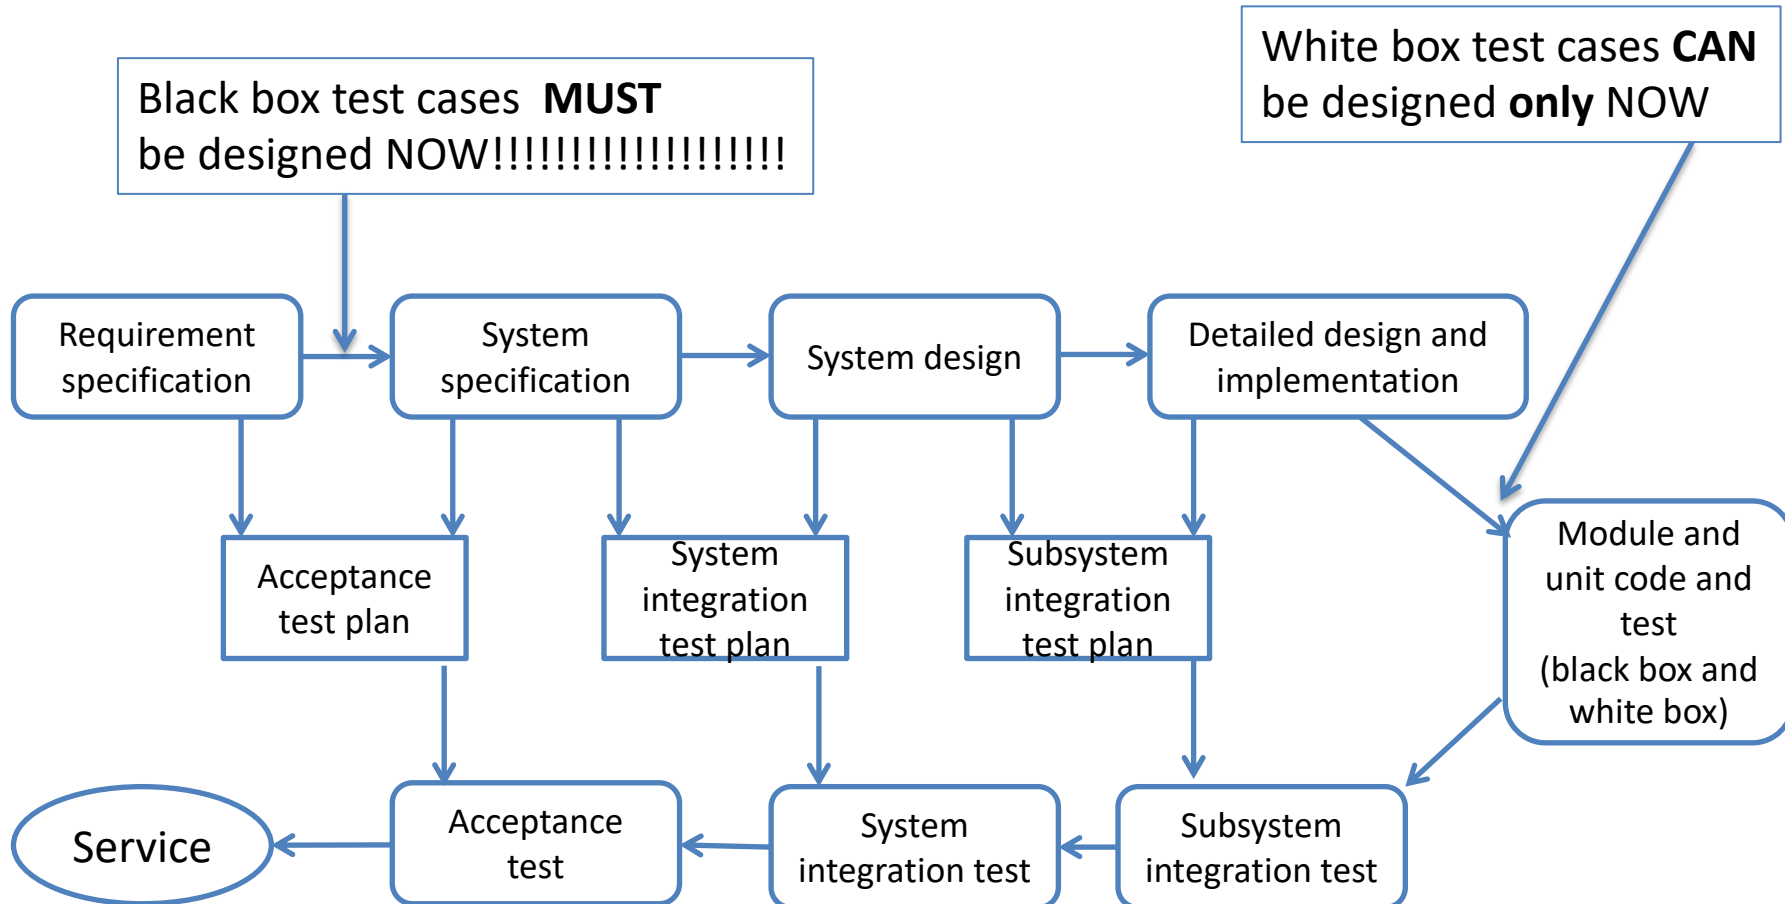 Black box test cases MUST
be designed NOW!!!!!!!!!!!!!!!!!!!
White box test cases CAN
be designed only NOW
Requirement
specification
System
specification
System design
Detailed design and
implementation
Acceptance
test plan
System
integration
test plan
Subsystem
integration
test plan
Module and
unit code and
test
(black box and
white box)
Service
Acceptance
test
System
integration test
Subsystem
integration test